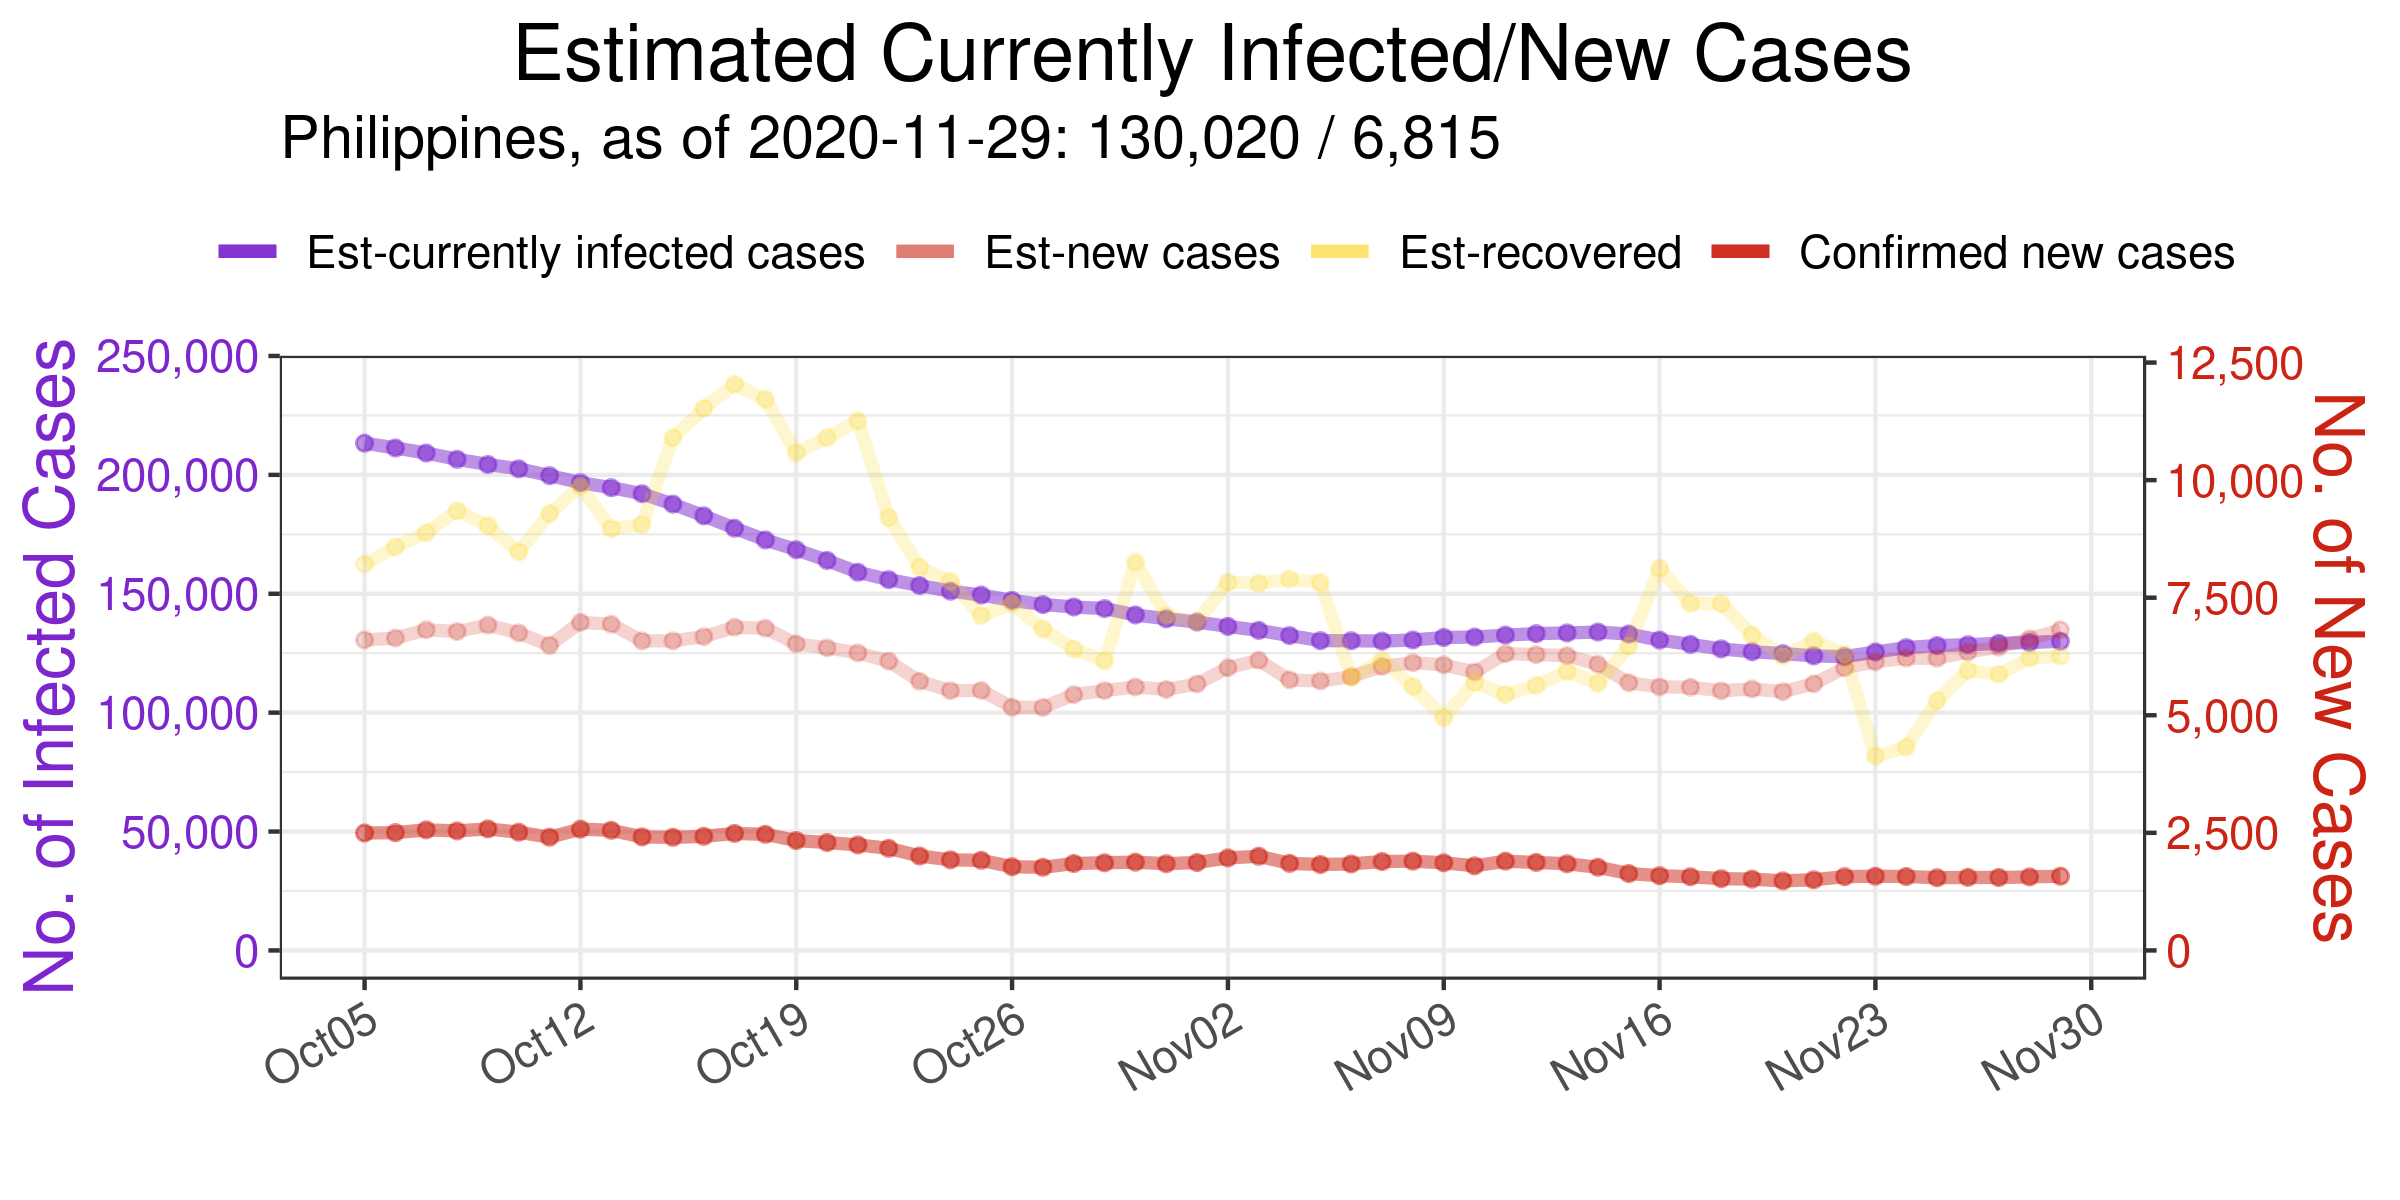 Estimated Currently Infected/New Cases
Philippines, as of 2020-11-29: 130,020 / 6,815
Est-currently infected cases
Est-new cases
Est-recovered
Confirmed new cases
No. of Infected Cases
250,000
200,000
150,000
100,000
50,000
0
12,500
10,000
7,500
5,000
2,500
0
No. of New Cases
Oct05
Oct12
Oct19
Oct26
Nov02
Nov09
Nov16
Nov23
Nov30